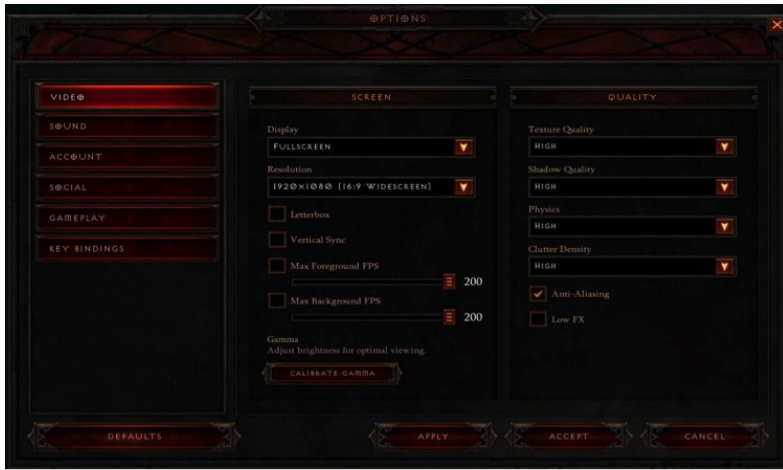 OPTIONS
VIDEO
SOUND
ACCOUNT
SOCIAL
GAMEPLAY
KEY BINDINGS
SCREEN
Display
FULLSCREEN
Resolution
1920X1080 (16:9 WIDESCREEN)
Letterbox
Vertical Sync
Max Foreground FPS
200
Max Background FPS
200
Gamma
Adjust brightness for optimal viewing.
CALIBRATE GAMMA
QUALITY
Texture Quality
HIGH
Shadow Quality
HIGH
Physics
HIGH
Clutter Density
HIGH
Anti-Aliasing
Low FX
DEFAULTS
APPLY
ACCEPT
CANCEL